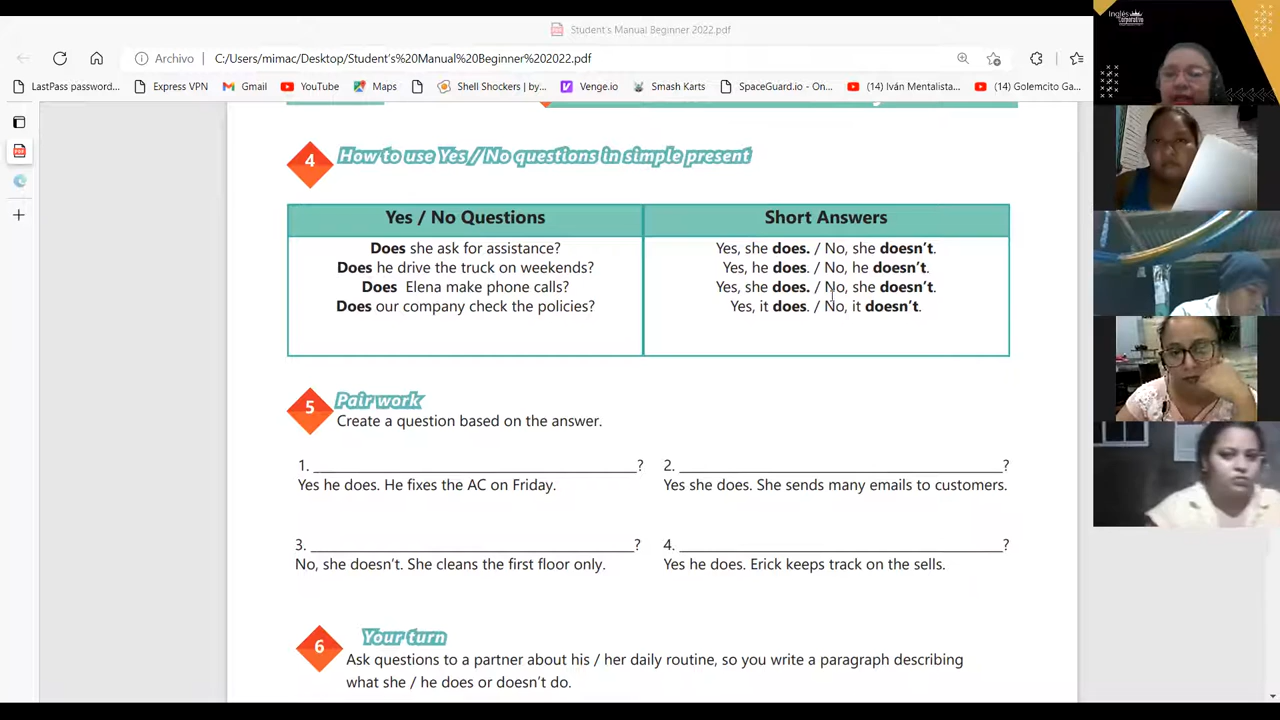 Student's Manual Beginner 2022.pdf
Archivo
C:/Users/mimac/Desktop/Student's%20Manual%20Beginner%202022.pdf
LastPass password...
Express VPN
Gmail
YouTube
Maps
Shell Shockers | by...
Venge.io
Smash Karts
SpaceGuard.io - On...
(14) Iván Mentalista...
(14) Golemcito Ga...
Inglés
Corporativo
4
How to use Yes / No questions in simple present
Yes / No Questions
Short Answers
Does she ask for assistance?
Yes, she does. / No, she doesn't.
Does he drive the truck on weekends?
Yes, he does. / No, he doesn't.
Does Elena make phone calls?
Yes, she does. / No, she doesn't.
Does our company check the policies?
Yes, it does. / No, it doesn't.
5
Pair work
Create a question based on the answer.
1. ________________________________________?
2. ________________________________________?
Yes he does. He fixes the AC on Friday.
Yes she does. She sends many emails to customers.
3. ________________________________________?
4. ________________________________________?
No, she doesn't. She cleans the first floor only.
Yes he does. Erick keeps track on the sells.
6
Your turn
Ask questions to a partner about his / her daily routine, so you write a paragraph describing
what she / he does or doesn't do.